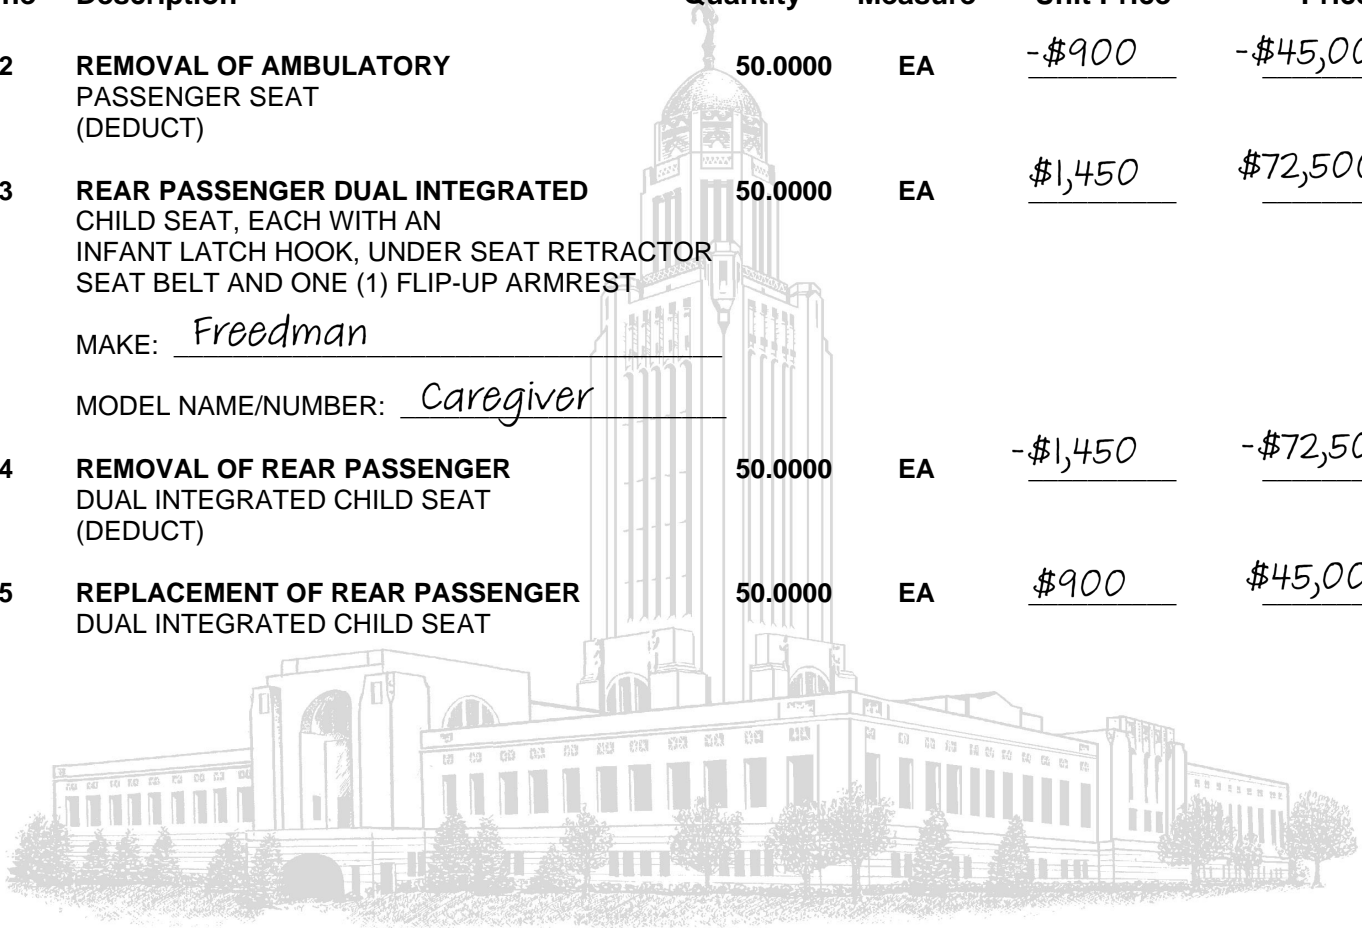 Description Quantity Measure Unit Price
2 REMOVAL OF AMBULATORY 50.0000 EA -$900 -$45,00
PASSENGER SEAT
(DEDUCT)
3 REAR PASSENGER DUAL INTEGRATED 50.0000 EA $1,450 $72,500
CHILD SEAT, EACH WITH AN
INFANT LATCH HOOK, UNDER SEAT RETRACTOR
SEAT BELT AND ONE (1) FLIP-UP ARMREST
MAKE: Freedman
MODEL NAME/NUMBER: Caregiver
4 REMOVAL OF REAR PASSENGER 50.0000 EA -$1,450 -$72,50
DUAL INTEGRATED CHILD SEAT
(DEDUCT)
5 REPLACEMENT OF REAR PASSENGER 50.0000 EA $900 $45,00
DUAL INTEGRATED CHILD SEAT